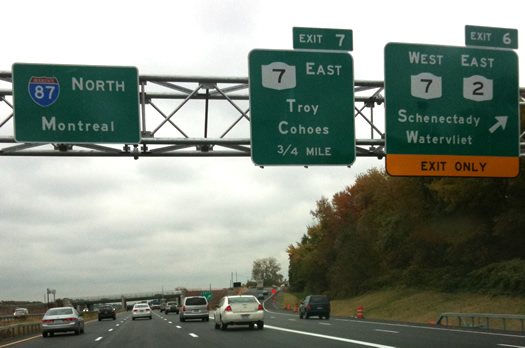 INTERSTATE
87 NORTH
Montreal
EXIT 7
7 EAST
Troy
Cohoes
3/4 MILE
EXIT 6
WEST EAST
7 2
Schenectady
Watervliet
EXIT ONLY